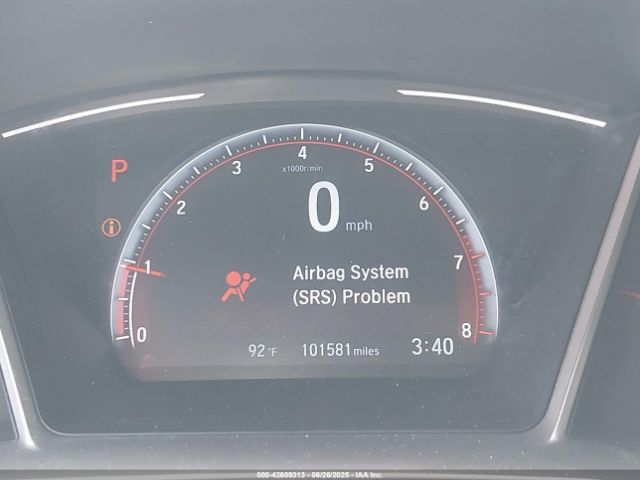 P
0 1 2 3 4 5 6 7 8
x1000r/min
0 mph
i
Airbag System
(SRS) Problem
92°F 101581 miles 3:40
000-42609313 - 06/26/2025 - IAA Inc.